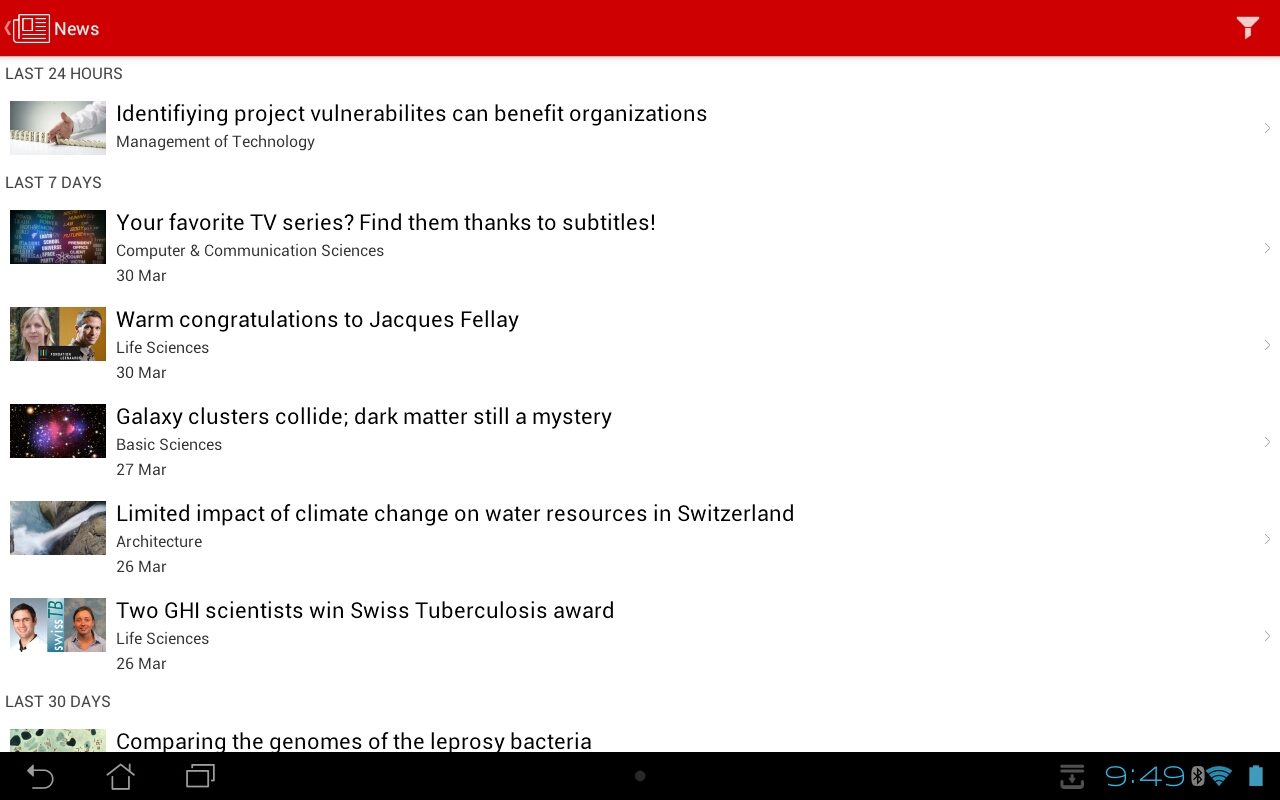 News
LAST 24 HOURS
Identifiying project vulnerabilites can benefit organizations
Management of Technology
LAST 7 DAYS
Your favorite TV series? Find them thanks to subtitles!
Computer & Communication Sciences
30 Mar
Warm congratulations to Jacques Fellay
Life Sciences
30 Mar
Galaxy clusters collide; dark matter still a mystery
Basic Sciences
27 Mar
Limited impact of climate change on water resources in Switzerland
Architecture
26 Mar
swissTB
Two GHI scientists win Swiss Tuberculosis award
Life Sciences
26 Mar
LAST 30 DAYS
Comparing the genomes of the leprosy bacteria
9:49